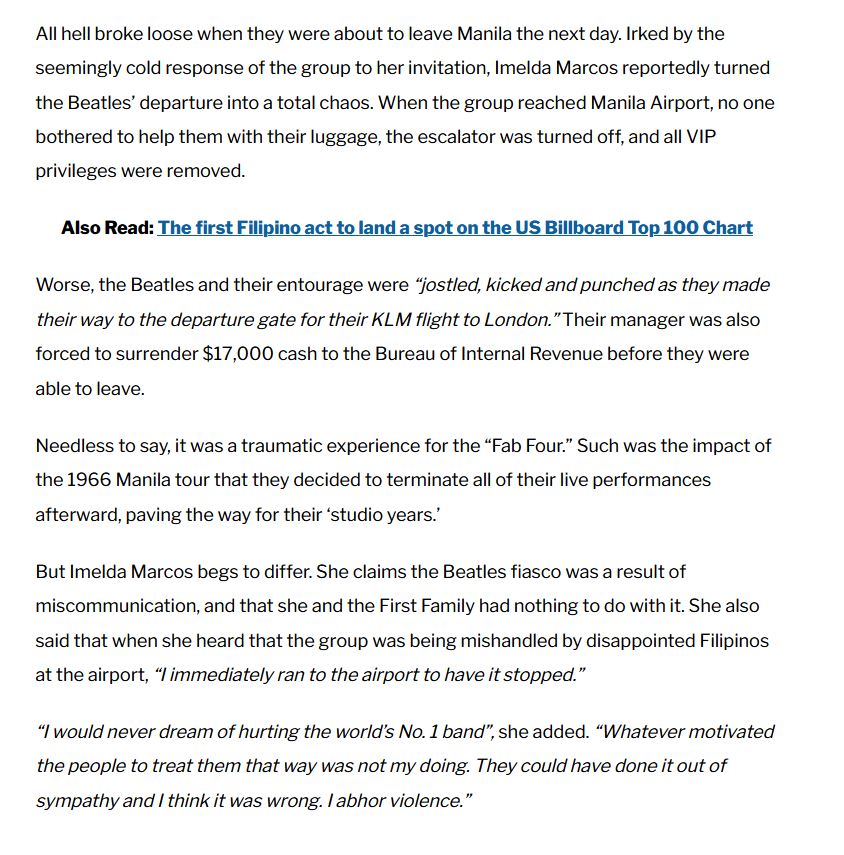 All hell broke loose when they were about to leave Manila the next day. Irked by the
seemingly cold response of the group to her invitation, Imelda Marcos reportedly turned
the Beatles’ departure into a total chaos. When the group reached Manila Airport, no one
bothered to help them with their luggage, the escalator was turned off, and all VIP
privileges were removed.
Also Read: The first Filipino act to land a spot on the US Billboard Top 100 Chart
Worse, the Beatles and their entourage were “jostled, kicked and punched as they made
their way to the departure gate for their KLM flight to London.” Their manager was also
forced to surrender $17,000 cash to the Bureau of Internal Revenue before they were
able to leave.
Needless to say, it was a traumatic experience for the “Fab Four.” Such was the impact of
the 1966 Manila tour that they decided to terminate all of their live performances
afterward, paving the way for their ‘studio years.’
But Imelda Marcos begs to differ. She claims the Beatles fiasco was a result of
miscommunication, and that she and the First Family had nothing to do with it. She also
said that when she heard that the group was being mishandled by disappointed Filipinos
at the airport, “I immediately ran to the airport to have it stopped.”
“I would never dream of hurting the world’s No. 1 band”, she added. “Whatever motivated
the people to treat them that way was not my doing. They could have done it out of
sympathy and I think it was wrong. I abhor violence.”